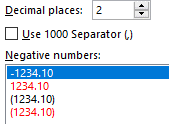 Decimal places: 2
Use 1000 Separator (,)
Negative numbers:
-1234.10
1234.10
(1234.10)
(1234.10)